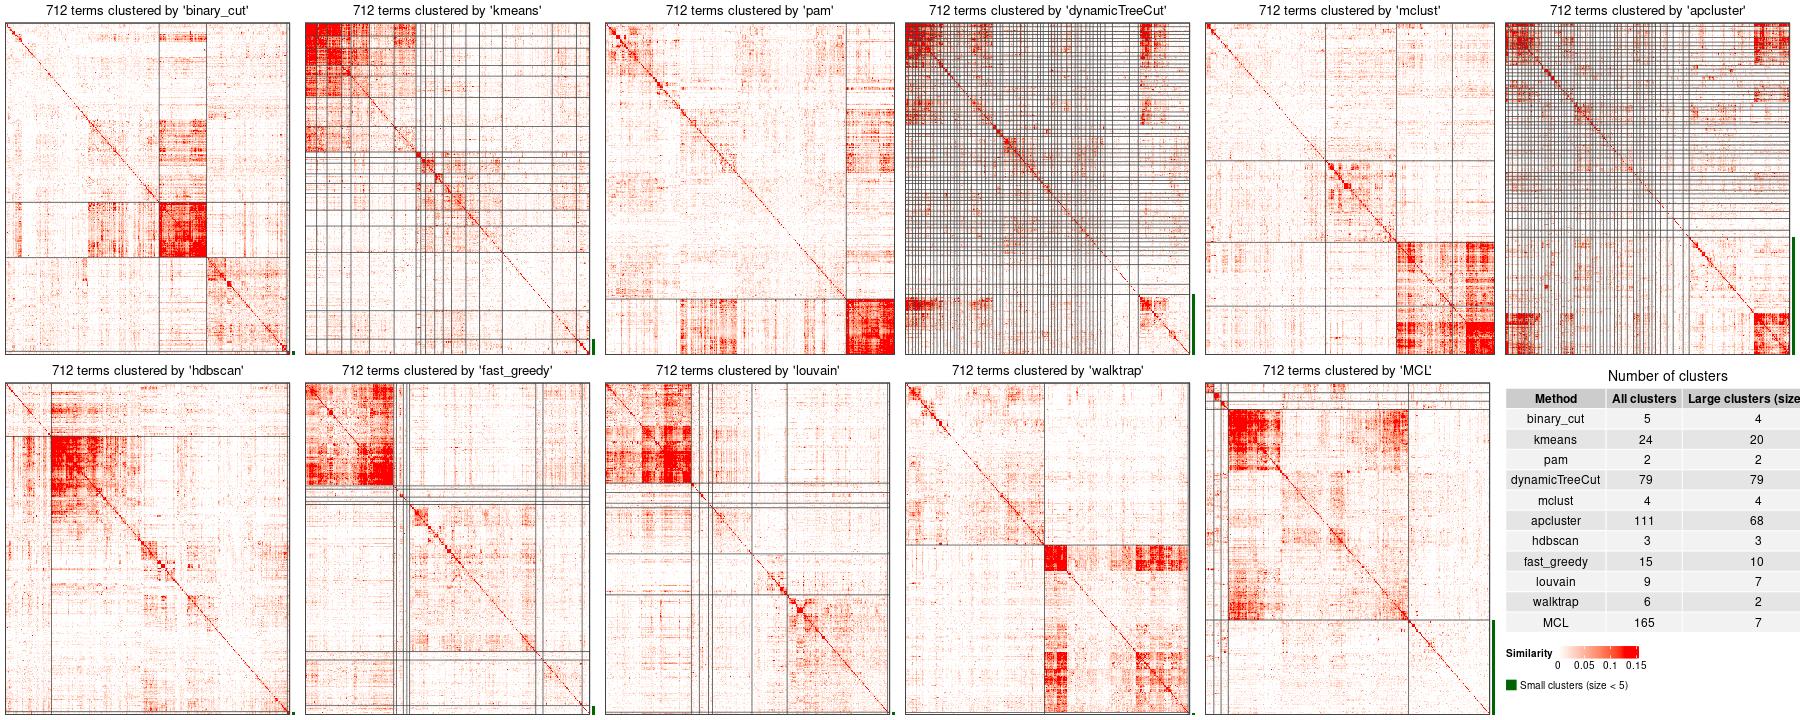 712 terms clustered by 'binary_cut'
712 terms clustered by 'kmeans'
712 terms clustered by 'pam'
712 terms clustered by 'dynamicTreeCut'
712 terms clustered by 'mclust'
712 terms clustered by 'apcluster'
712 terms clustered by 'hdbscan'
712 terms clustered by 'fast_greedy'
712 terms clustered by 'louvain'
712 terms clustered by 'walktrap'
712 terms clustered by 'MCL'
Number of clusters
Method All clusters Large clusters (size
binary_cut 5 4
kmeans 24 20
pam 2 2
dynamicTreeCut 79 79
mclust 4 4
apcluster 111 68
hdbscan 3 3
fast_greedy 15 10
louvain 9 7
walktrap 6 2
MCL 165 7
Similarity
0 0.05 0.1 0.15
Small clusters (size < 5)